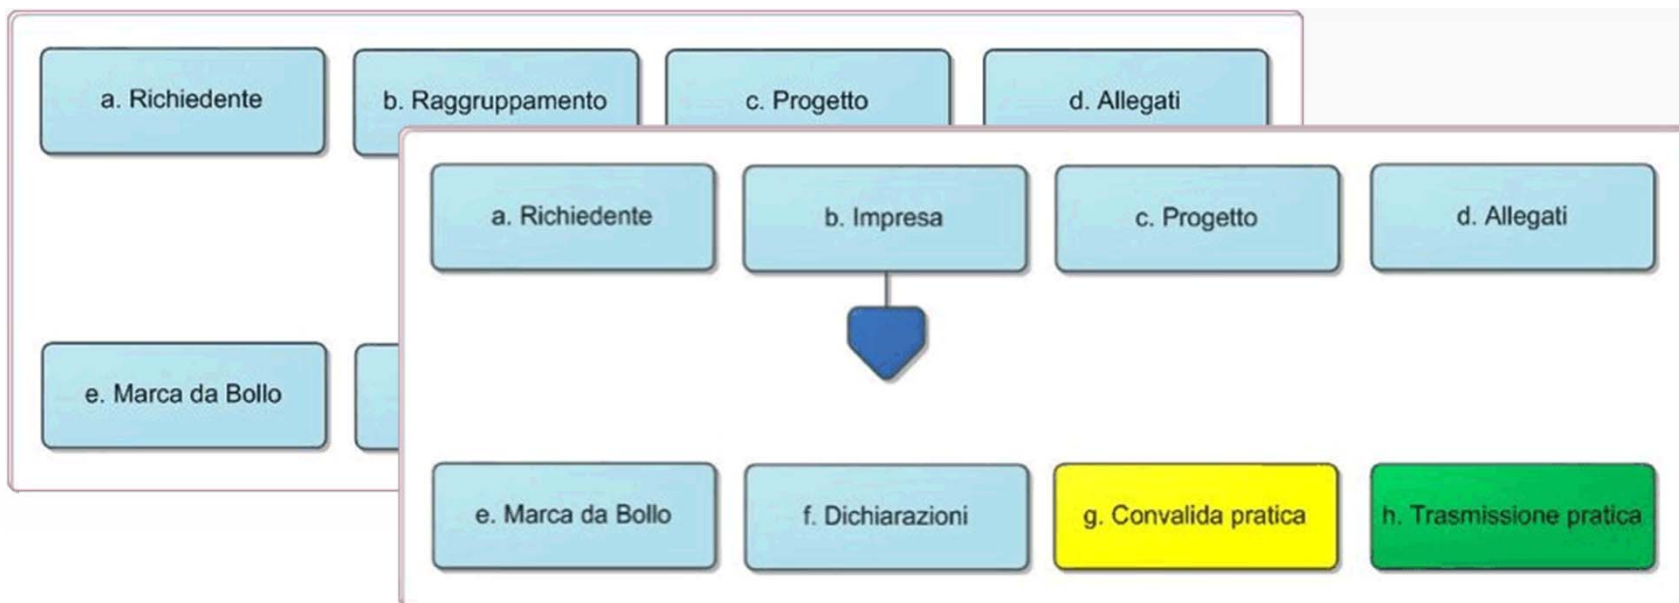 a. Richiedente
b. Raggruppamento
c. Progetto
d. Allegati
e. Marca da Bollo
a. Richiedente
b. Impresa
c. Progetto
d. Allegati
e. Marca da Bollo
f. Dichiarazioni
g. Convalida pratica
h. Trasmissione pratica